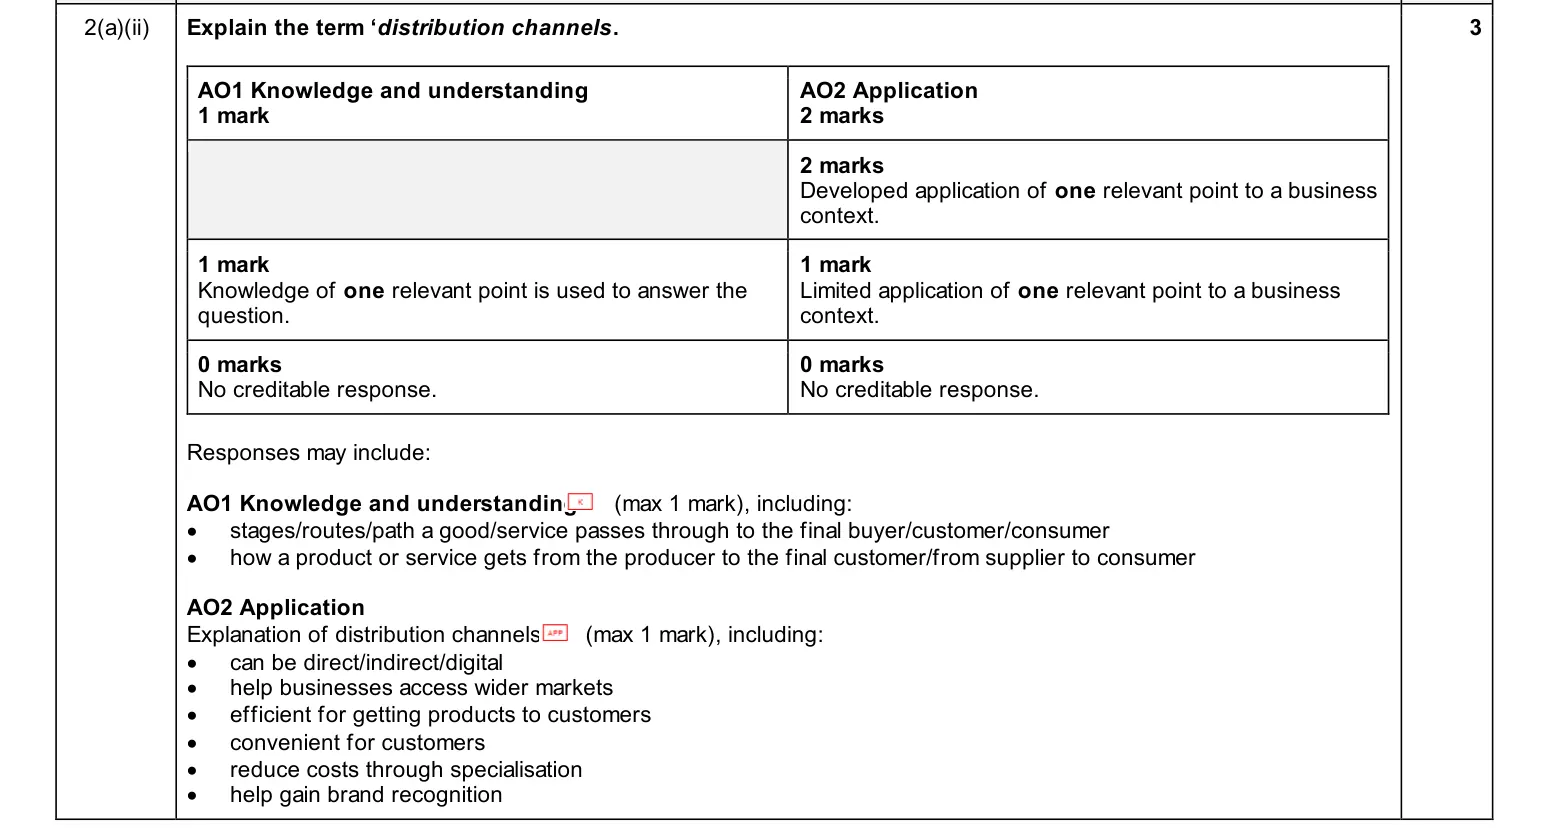 2(a)(ii)
Explain the term ‘distribution channels.
3
AO1 Knowledge and understanding
1 mark
AO2 Application
2 marks
2 marks
Developed application of one relevant point to a business
context.
1 mark
Knowledge of one relevant point is used to answer the
question.
1 mark
Limited application of one relevant point to a business
context.
0 marks
No creditable response.
0 marks
No creditable response.
Responses may include:
AO1 Knowledge and understanding K (max 1 mark), including:
• stages/routes/path a good/service passes through to the final buyer/customer/consumer
• how a product or service gets from the producer to the final customer/from supplier to consumer
AO2 Application
Explanation of distribution channels APP (max 1 mark), including:
• can be direct/indirect/digital
• help businesses access wider markets
• efficient for getting products to customers
• convenient for customers
• reduce costs through specialisation
• help gain brand recognition